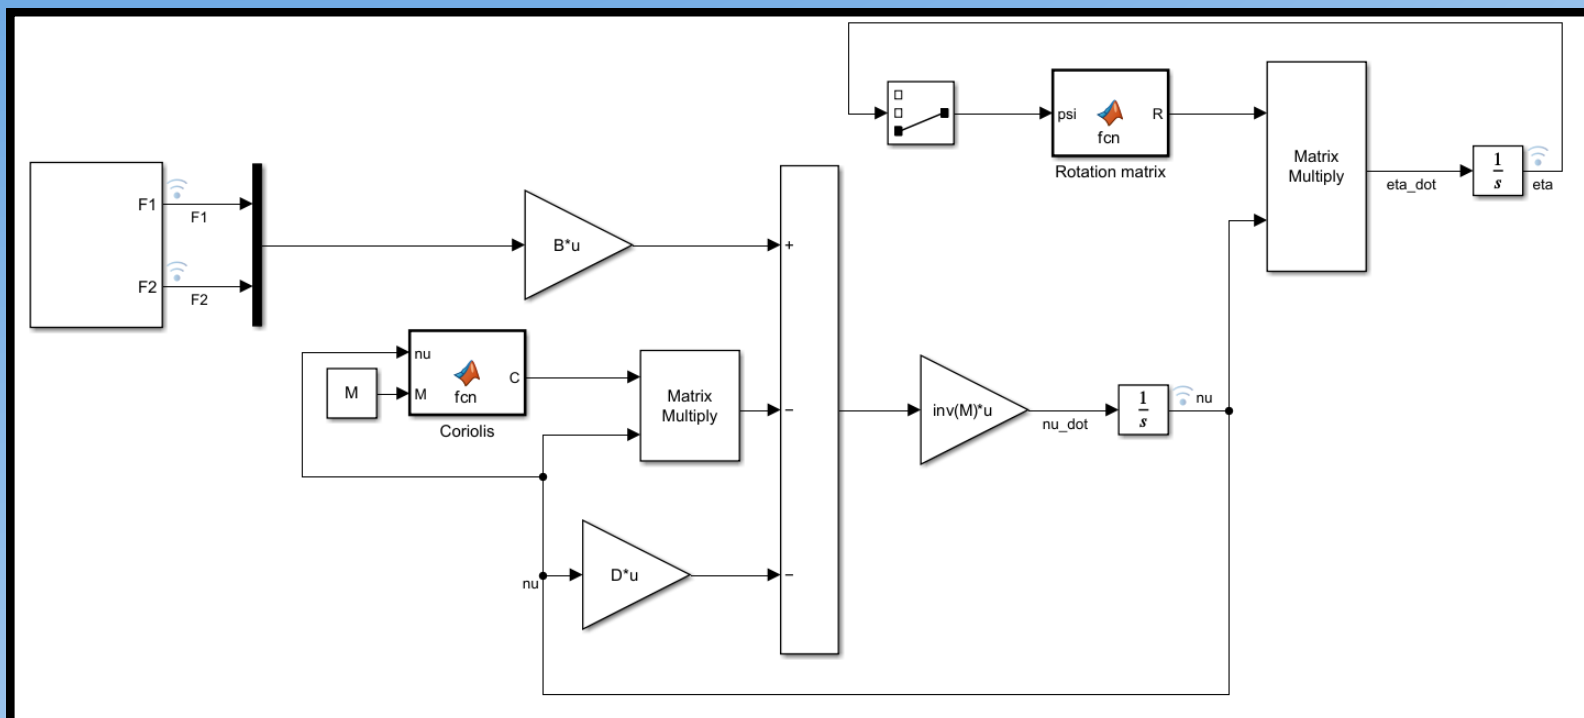 psi
R
fcn
Rotation matrix
Matrix
Multiply
eta_dot
1
s
eta
F1
F1
F2
F2
B*u
+
nu
M
M
C
fcn
Coriolis
Matrix
Multiply
−
inv(M)*u
nu_dot
1
s
nu
nu
D*u
−